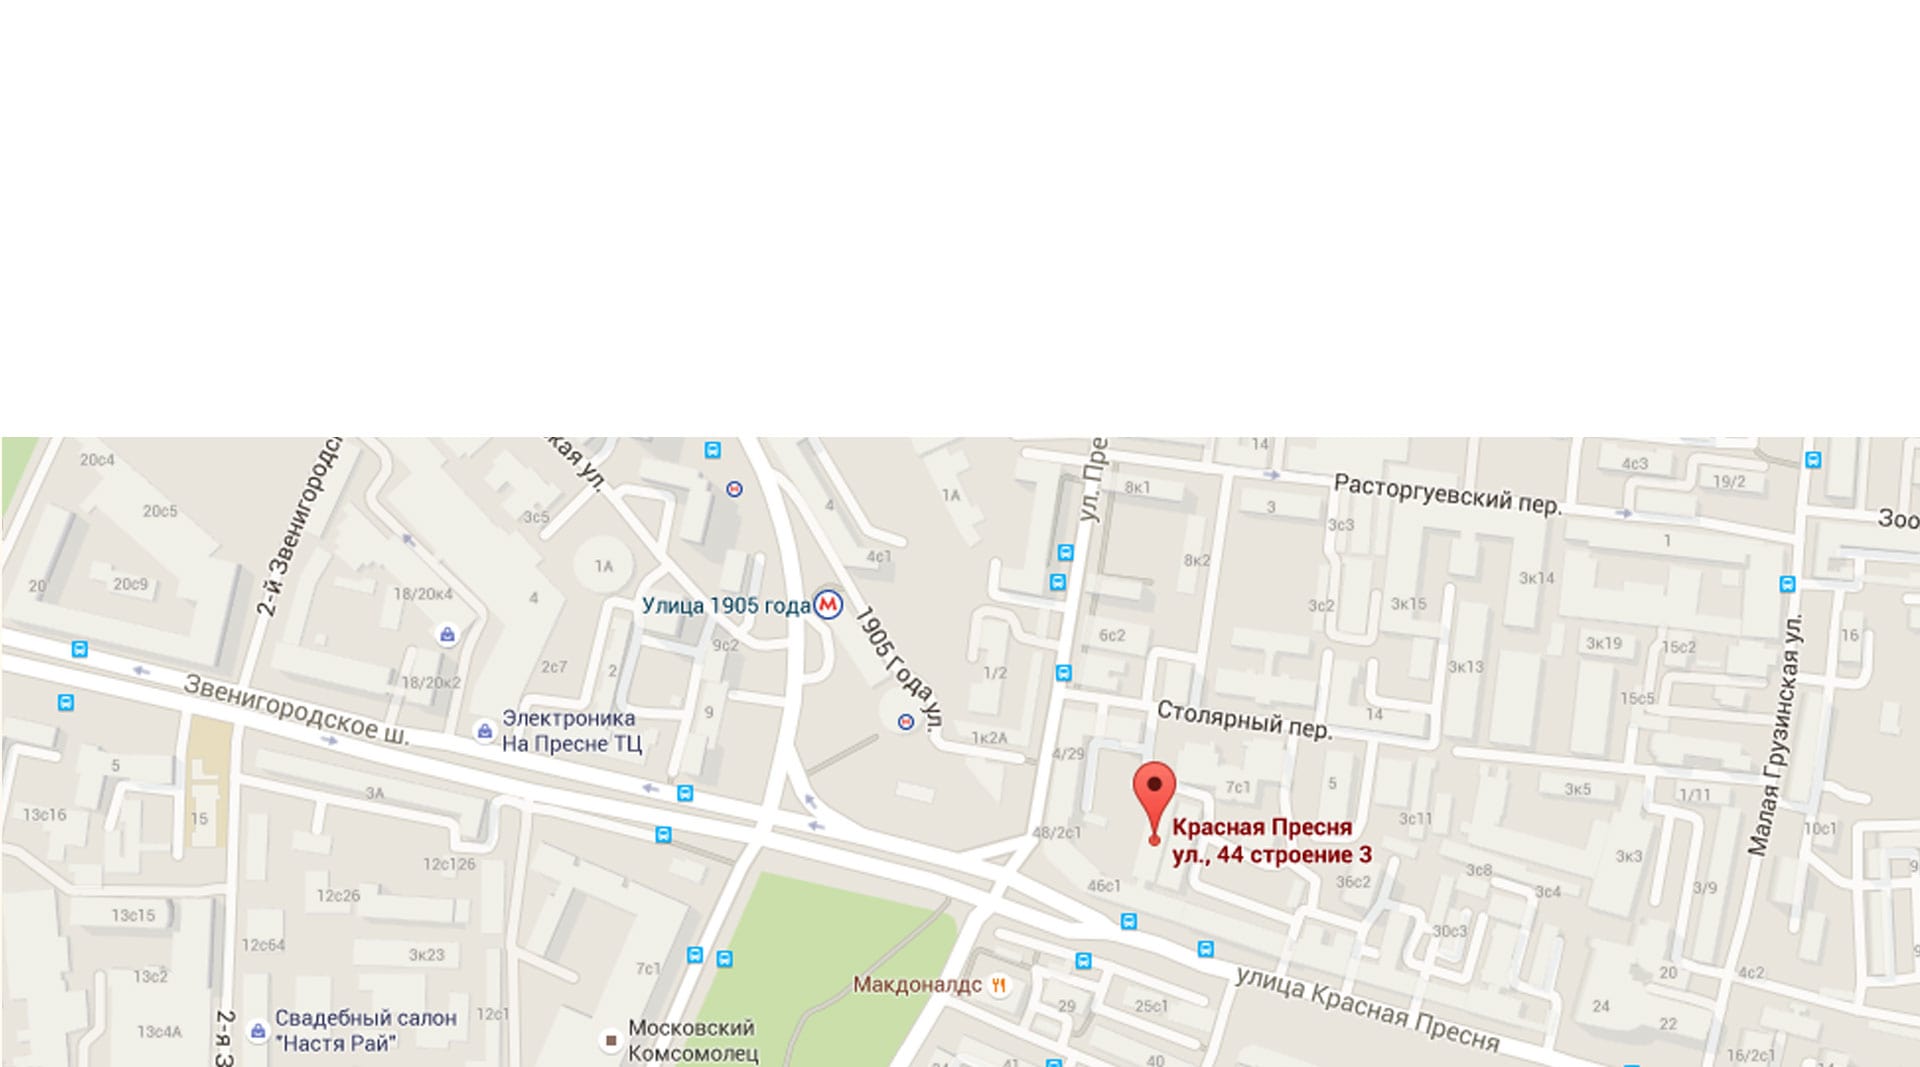 20с4
20с5
20
20с9
2-й Звенигородс
кая ул.
3с5
1А
18/20к4
18/20к2
4
2с7
2
9с2
9
Улица 1905 года
4
4с1
1А
1905 Года ул.
1/2
1к2А
ул. Пре
14
8к1
8к2
6с2
4/29
48/2с1
3
3с3
3с2
Расторгуевский пер.
4с3
19/2
1
Зоо
3к14
3к15
3к13
3к19
15с2
15с5
16
14
Столярный пер.
7с1
5
3с11
3к5
1/11
10с1
Малая Грузинская ул.
Звенигородское ш.
Электроника
На Пресне ТЦ
5
13с16
15
3А
12с126
12с26
13с15
12с64
3к23
13с2
13с4А
12с1
7с1
2-я З
Свадебный салон
"Настя Рай"
Московский
Комсомолец
Красная Пресня
ул., 44 строение 3
46с1
36с2
3с8
3с4
3к3
3/9
30с3
Макдоналдс
29
25с1
улица Красная Пресня
20
4с2
24
22
16/2с1
41
40
14